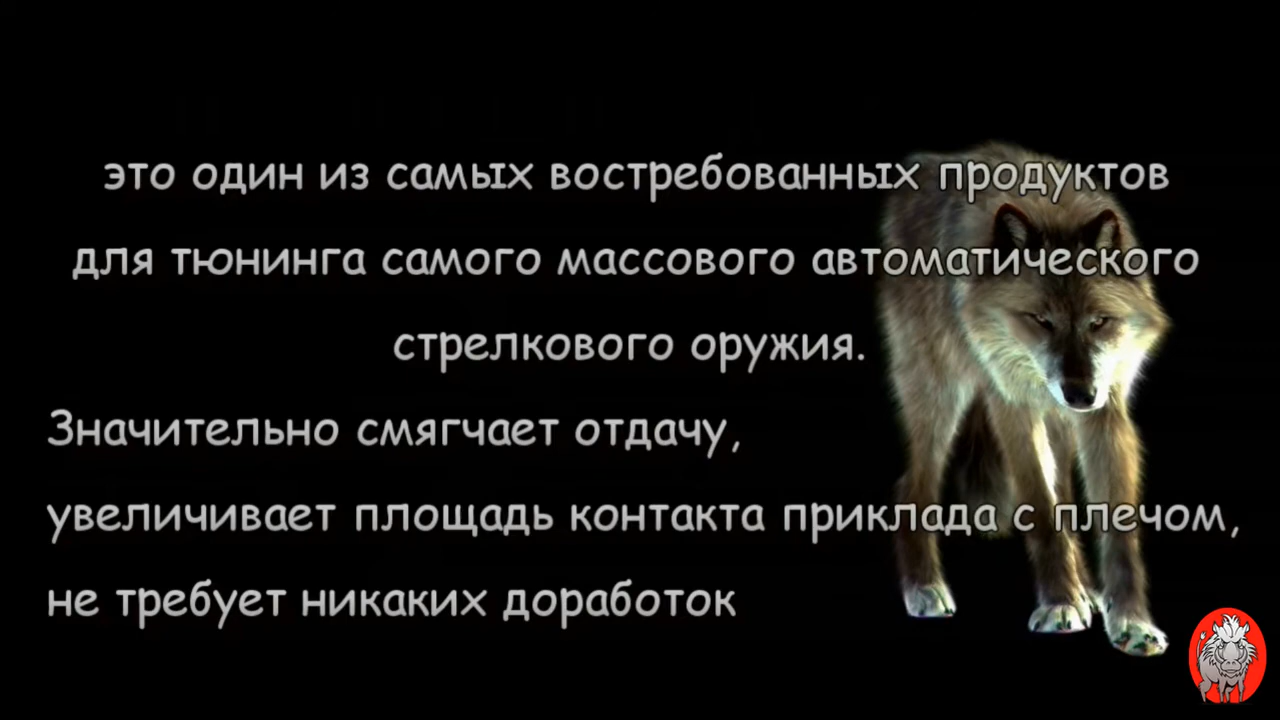 это один из самых востребованных продуктов
для тюнинга самого массового автоматического
стрелкового оружия.
Значительно смягчает отдачу,
увеличивает площадь контакта приклада с плечом,
не требует никаких доработок